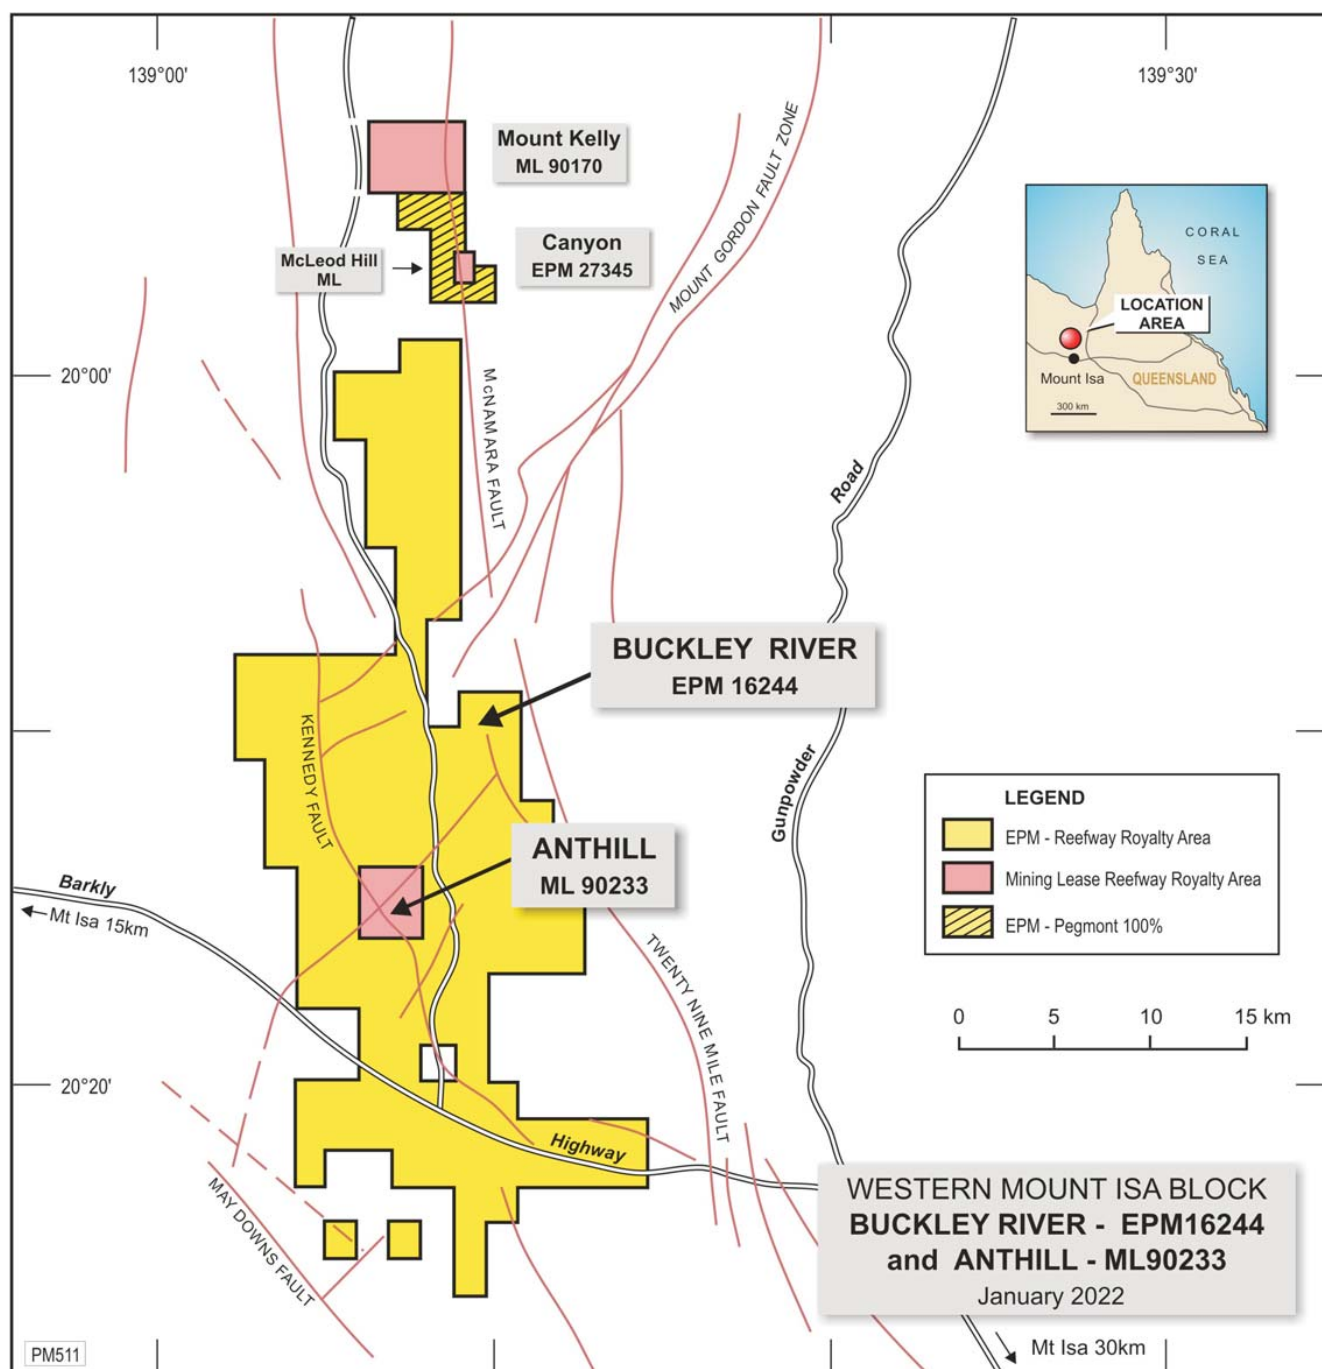 139°00'
139°30'
Mount Kelly
ML 90170
Canyon
EPM 27345
McLeod Hill
ML
MOUNT GORDON FAULT ZONE
CORAL
SEA
LOCATION
AREA
Mount Isa
QUEENSLAND
300 km
20°00'
McNAMARA FAULT
Road
BUCKLEY RIVER
EPM 16244
KENNEDY FAULT
Gunpowder
LEGEND
EPM - Reefway Royalty Area
Mining Lease Reefway Royalty Area
EPM - Pegmont 100%
ANTHILL
ML 90233
Barkly
Mt Isa 15km
TWENTY NINE MILE FAULT
0 5 10 15 km
20°20'
Highway
MAY DOWNS FAULT
WESTERN MOUNT ISA BLOCK
BUCKLEY RIVER - EPM16244
and ANTHILL - ML90233
January 2022
Mt Isa 30km
PM511